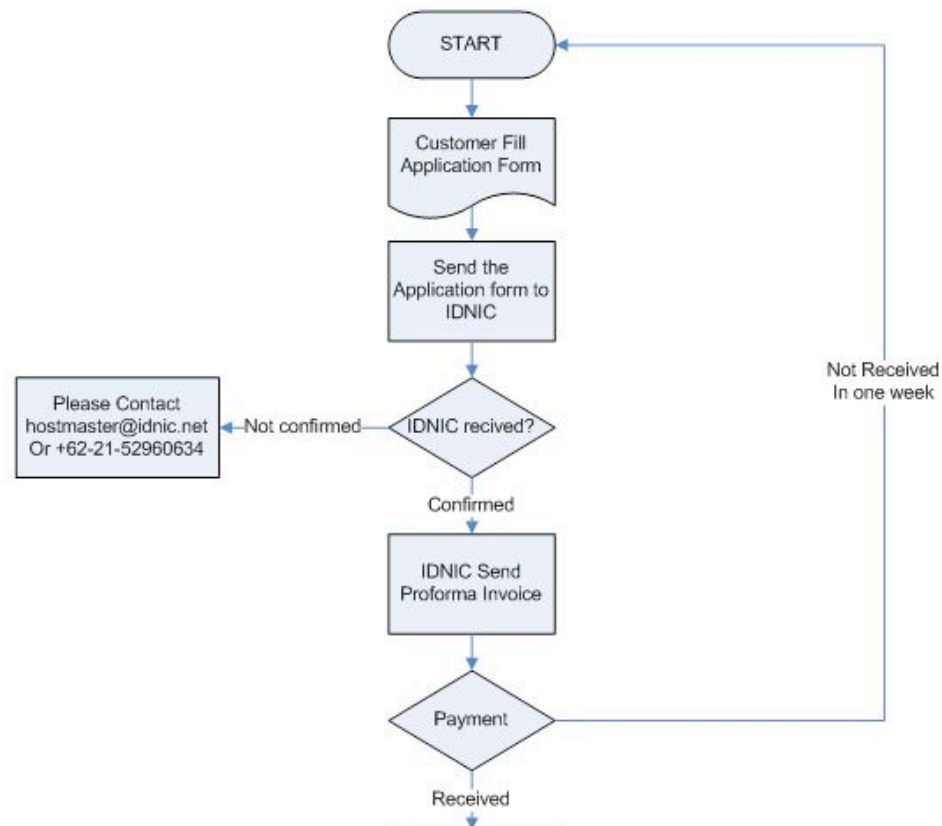 START
Customer Fill
Application Form
Send the
Application form to
IDNIC
Not Received
In one week
Please Contact
hostmaster@idnic.net
Or +62-21-52960634
Not confirmed
IDNIC recived?
Confirmed
IDNIC Send
Proforma Invoice
Payment
Received